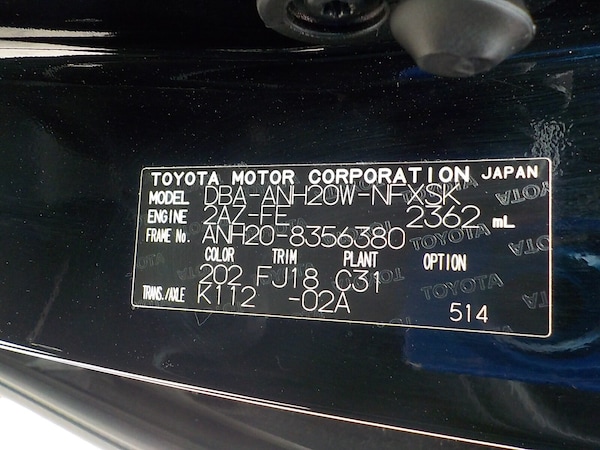 TOYOTA MOTOR CORPORATION JAPAN
MODEL DBA-ANH20W-NFXSK
ENGINE 2AZ-FE 2362 mL
FRAME No. ANH20-8356380
COLOR TRIM PLANT OPTION
202 FJ18 C31
TRANS./AXLE K112 -02A
514